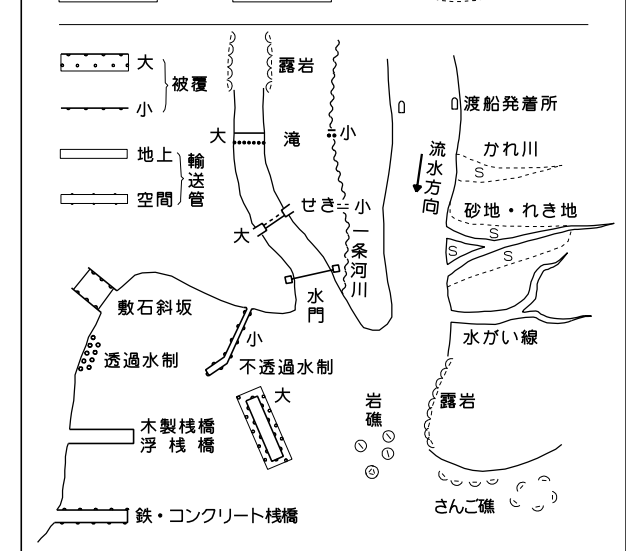 大
被覆
小
地上
輸送管
空間
露岩
大 滝 小
せき 小
大
一条河川
水門
渡船発着所
流水方向
かれ川
S
砂地・れき地
S
S
S
水がい線
敷石斜坂
透過水制
小
不透過水制
大
木製桟橋
浮桟橋
鉄・コンクリート桟橋
岩礁
露岩
さんご礁